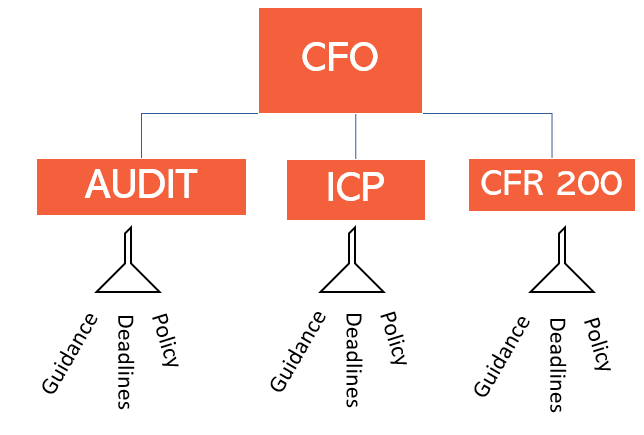 CFO
AUDIT
ICP
CFR 200
Guidance
Deadlines
Policy
Guidance
Deadlines
Policy
Guidance
Deadlines
Policy